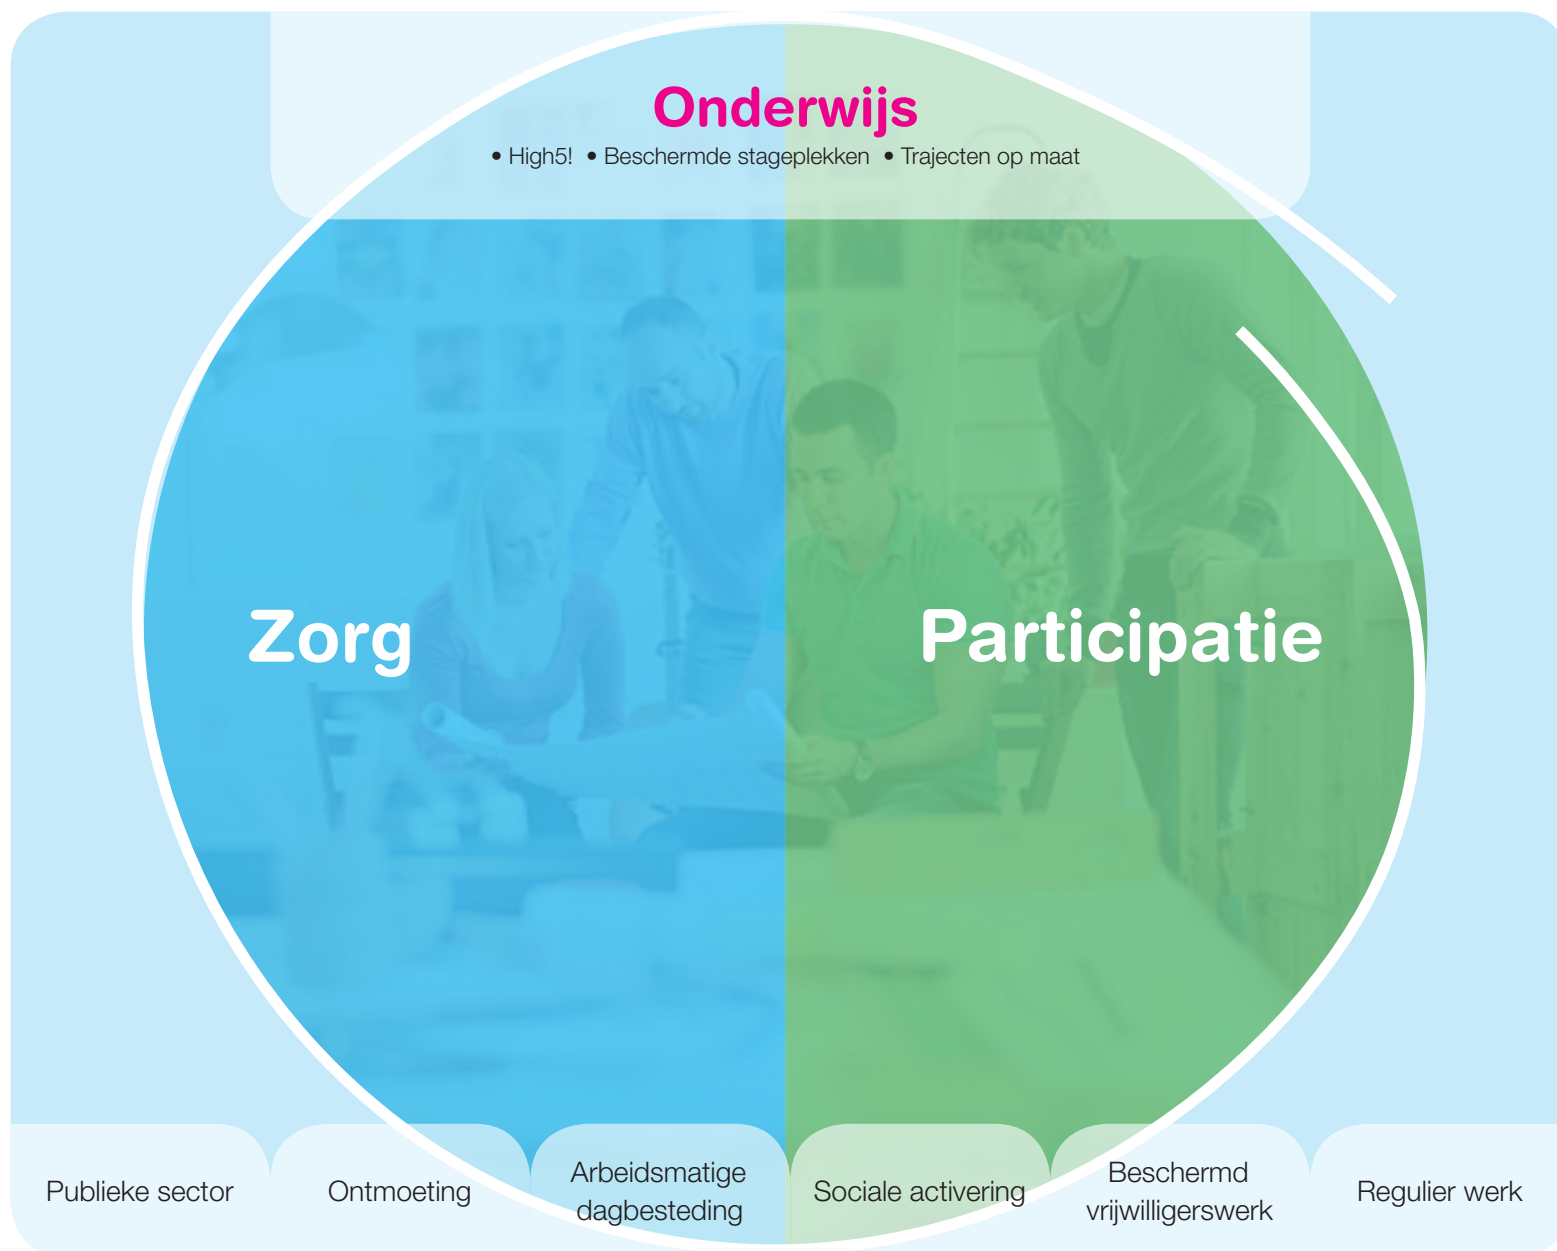 Onderwijs
• High5! • Beschermde stageplekken • Trajecten op maat
Zorg
Participatie
Publieke sector
Ontmoeting
Arbeidsmatige
dagbesteding
Sociale activering
Beschermd
vrijwilligerswerk
Regulier werk